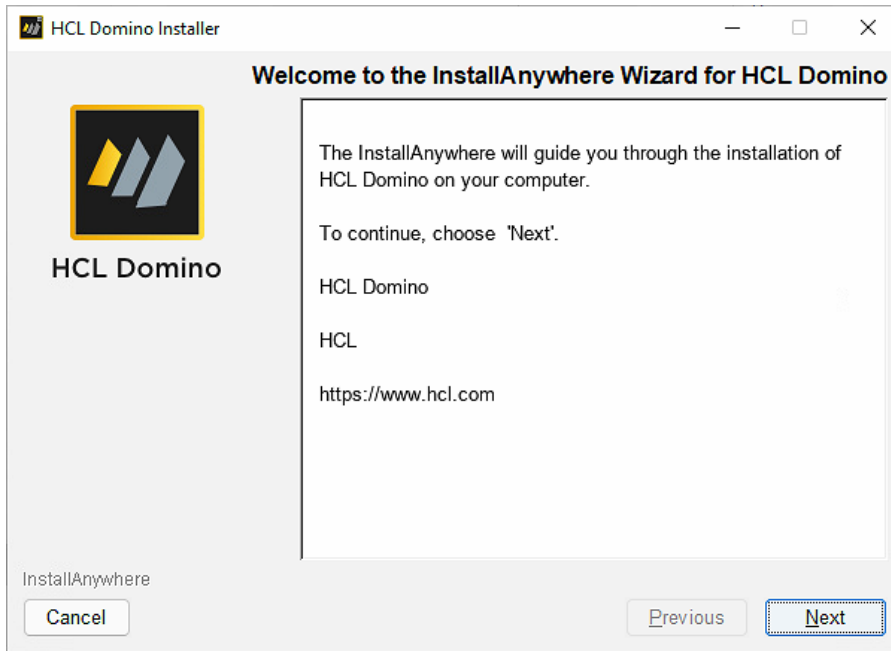 HCL Domino Installer
Welcome to the InstallAnywhere Wizard for HCL Domino
HCL Domino
The InstallAnywhere will guide you through the installation of
HCL Domino on your computer.
To continue, choose 'Next'.
HCL Domino
HCL
https://www.hcl.com
InstallAnywhere
Cancel
Previous
Next